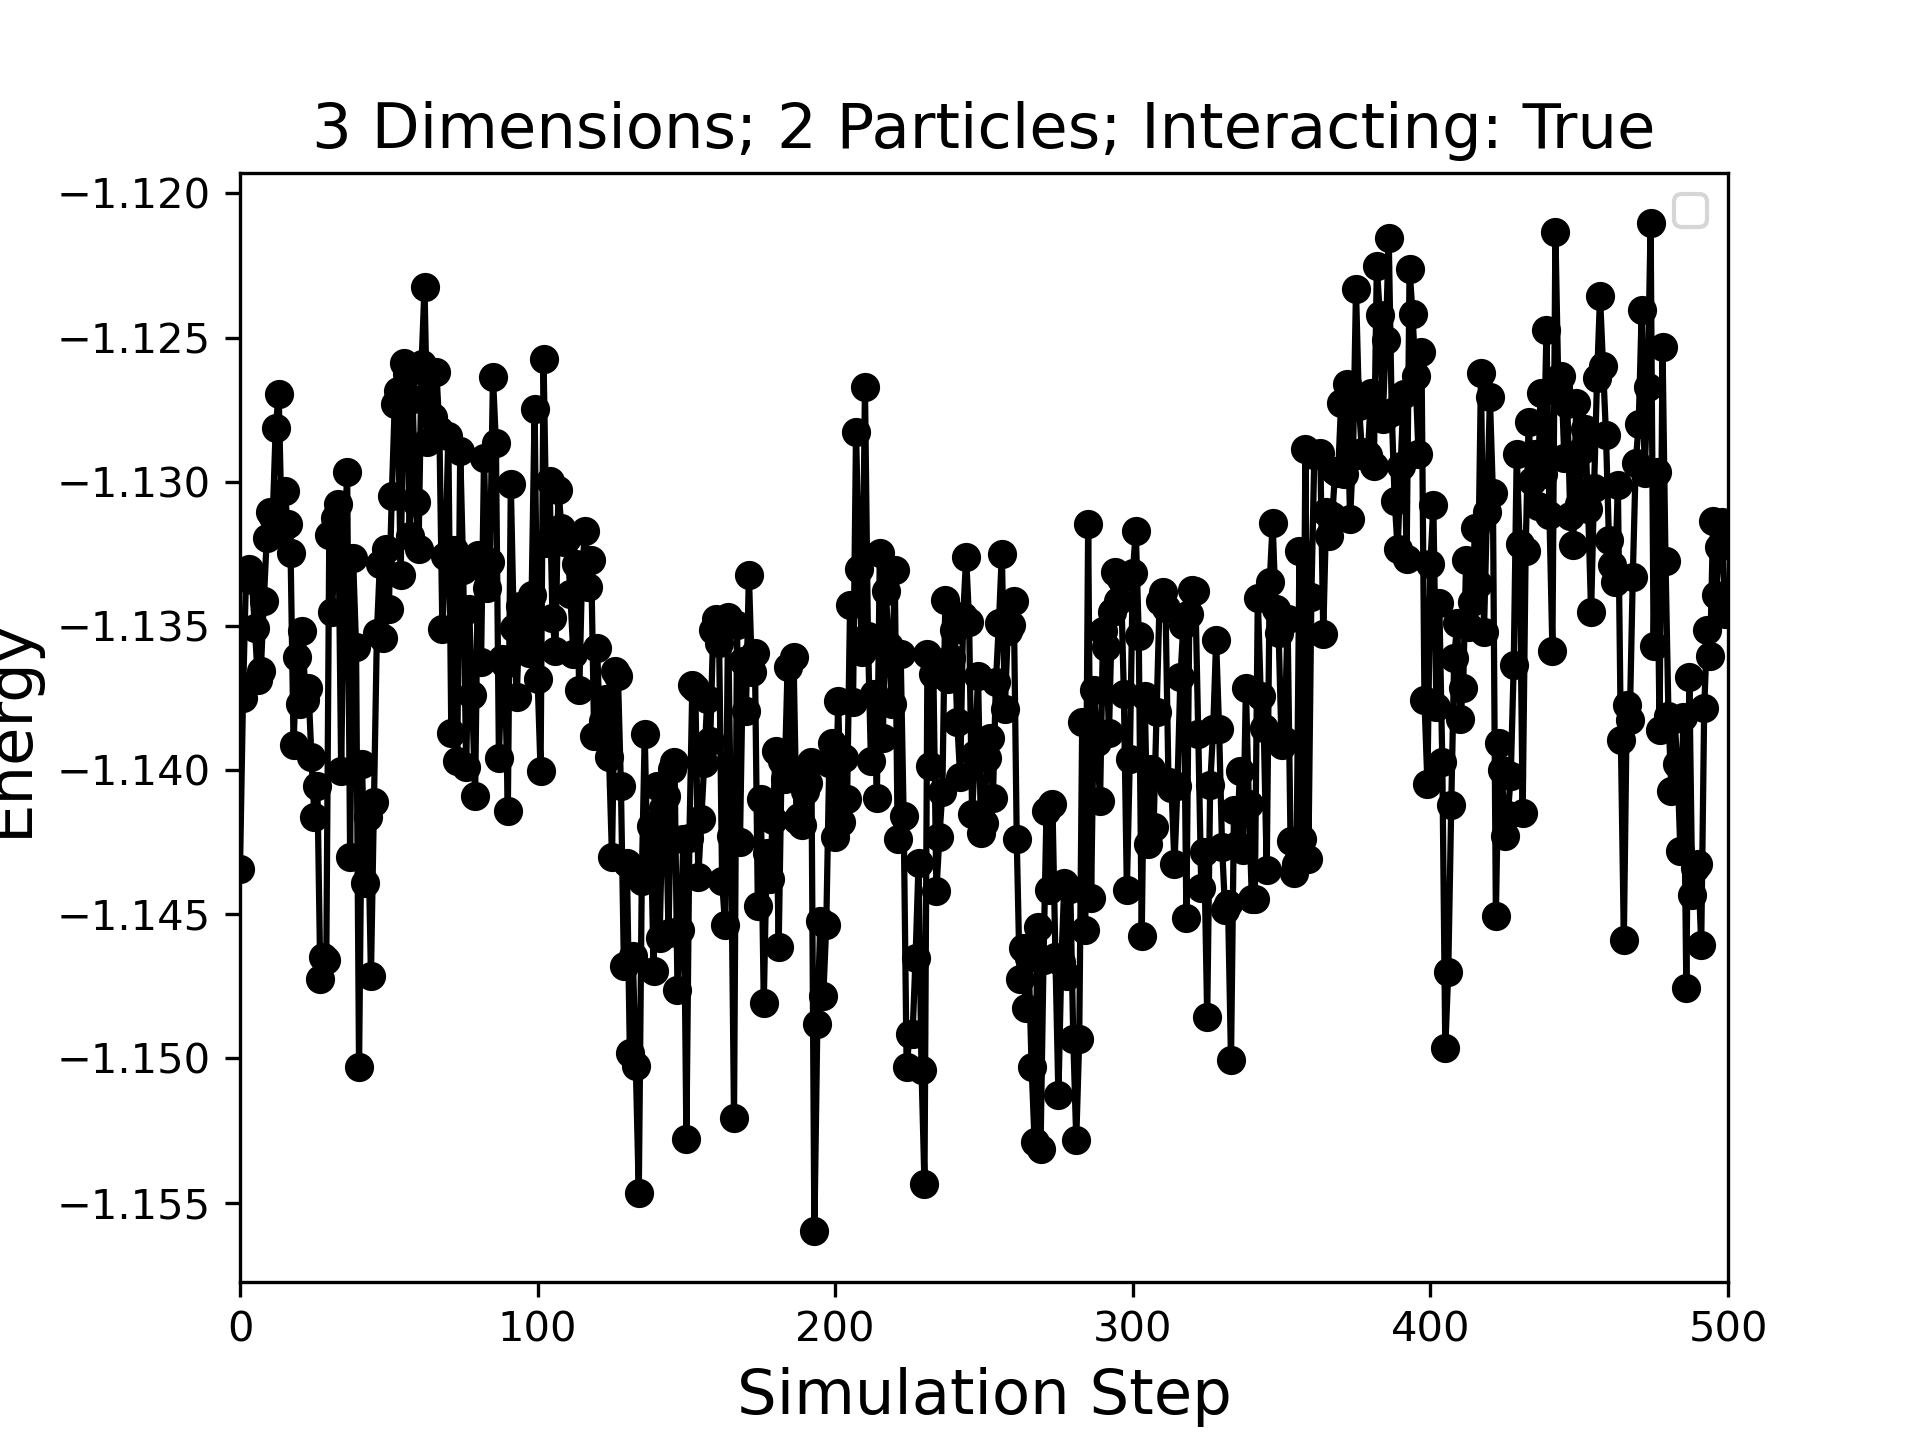 3 Dimensions; 2 Particles; Interacting: True
Energy
−1.120
−1.125
−1.130
−1.135
−1.140
−1.145
−1.150
−1.155
0 100 200 300 400 500
Simulation Step